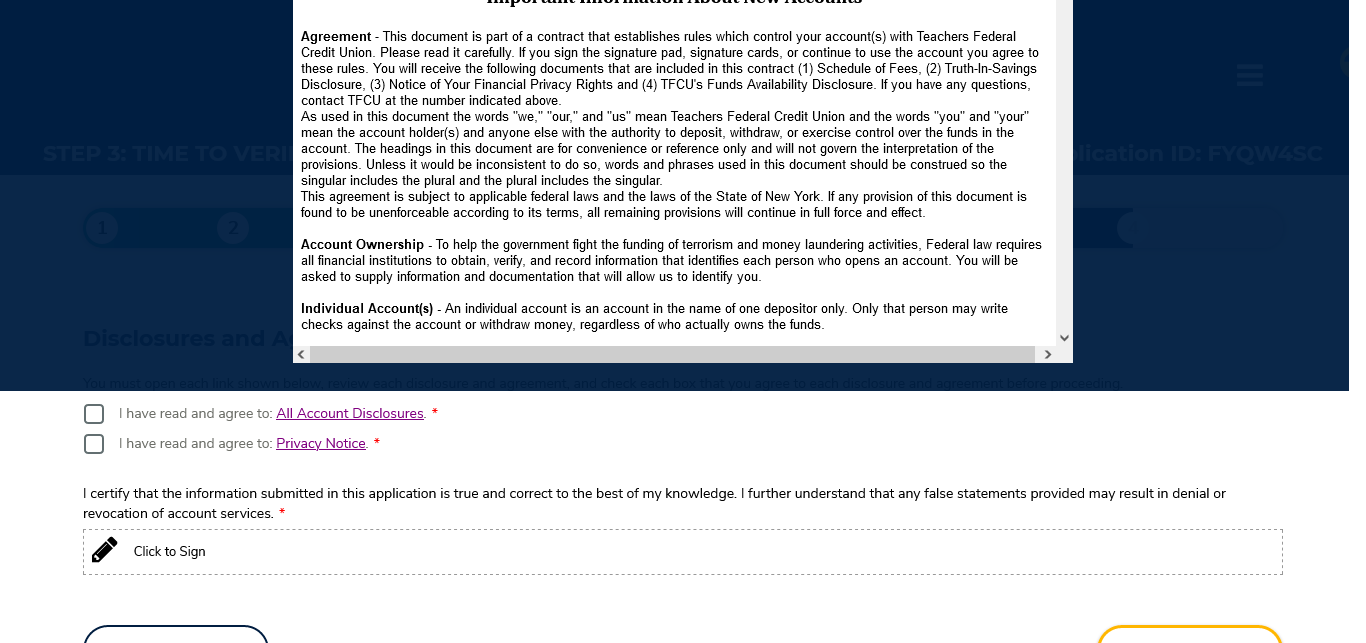 Important Information About New Accounts
Agreement - This document is part of a contract that establishes rules which control your account(s) with Teachers Federal
Credit Union. Please read it carefully. If you sign the signature pad, signature cards, or continue to use the account you agree to
these rules. You will receive the following documents that are included in this contract (1) Schedule of Fees, (2) Truth-In-Savings
Disclosure, (3) Notice of Your Financial Privacy Rights and (4) TFCU's Funds Availability Disclosure. If you have any questions,
contact TFCU at the number indicated above.
As used in this document the words "we," "our," and "us" mean Teachers Federal Credit Union and the words "you" and "your"
mean the account holder(s) and anyone else with the authority to deposit, withdraw, or exercise control over the funds in the
account. The headings in this document are for convenience or reference only and will not govern the interpretation of the
provisions. Unless it would be inconsistent to do so, words and phrases used in this document should be construed so the
singular includes the plural and the plural includes the singular.
This agreement is subject to applicable federal laws and the laws of the State of New York. If any provision of this document is
found to be unenforceable according to its terms, all remaining provisions will continue in full force and effect.
Account Ownership - To help the government fight the funding of terrorism and money laundering activities, Federal law requires
all financial institutions to obtain, verify, and record information that identifies each person who opens an account. You will be
asked to supply information and documentation that will allow us to identify you.
Individual Account(s) - An individual account is an account in the name of one depositor only. Only that person may write
checks against the account or withdraw money, regardless of who actually owns the funds.
STEP 3: TIME TO VERI
lication ID: FYQW4SC
1 2
Disclosures and A
You must open each link shown below, review each disclosure and agreement, and check each box that you agree to each disclosure and agreement before proceeding.
I have read and agree to: All Account Disclosures. *
I have read and agree to: Privacy Notice. *
I certify that the information submitted in this application is true and correct to the best of my knowledge. I further understand that any false statements provided may result in denial or
revocation of account services. *
Click to Sign